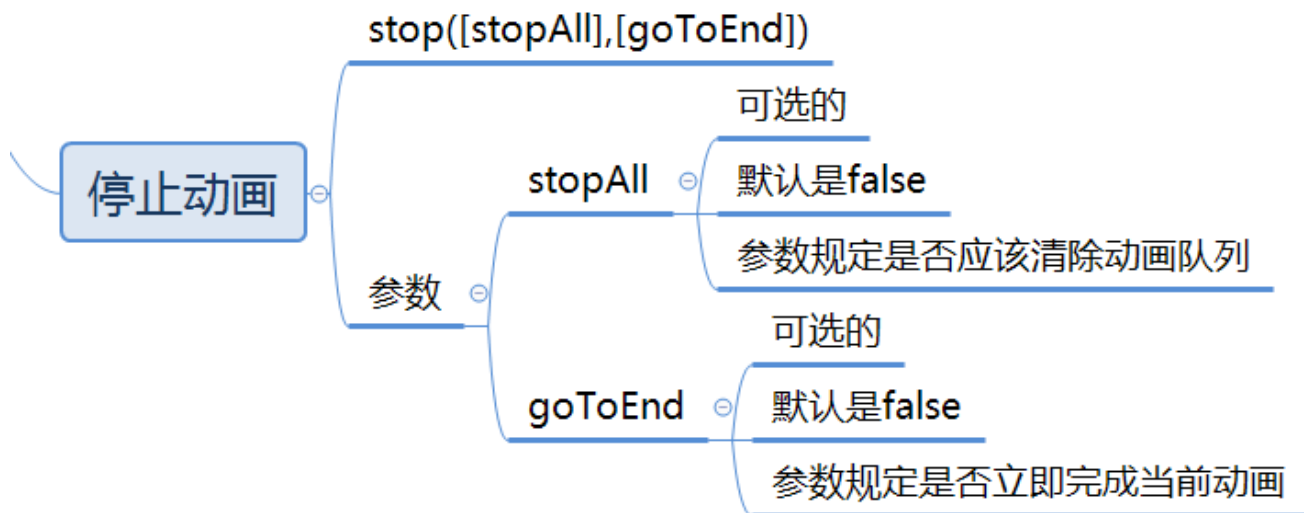 stop([stopAll],[goToEnd])
停止动画
参数
stopAll
可选的
默认是false
参数规定是否应该清除动画队列
goToEnd
可选的
默认是false
参数规定是否立即完成当前动画